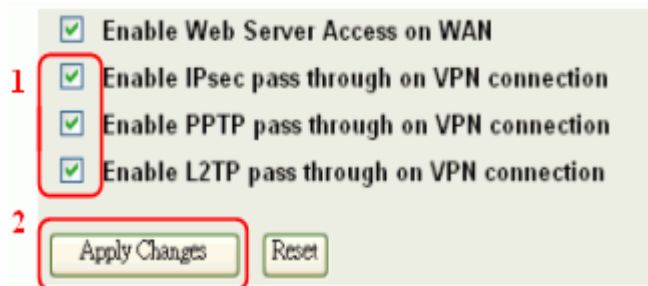 Enable Web Server Access on WAN
1 Enable IPsec pass through on VPN connection
Enable PPTP pass through on VPN connection
Enable L2TP pass through on VPN connection
2
Apply Changes Reset